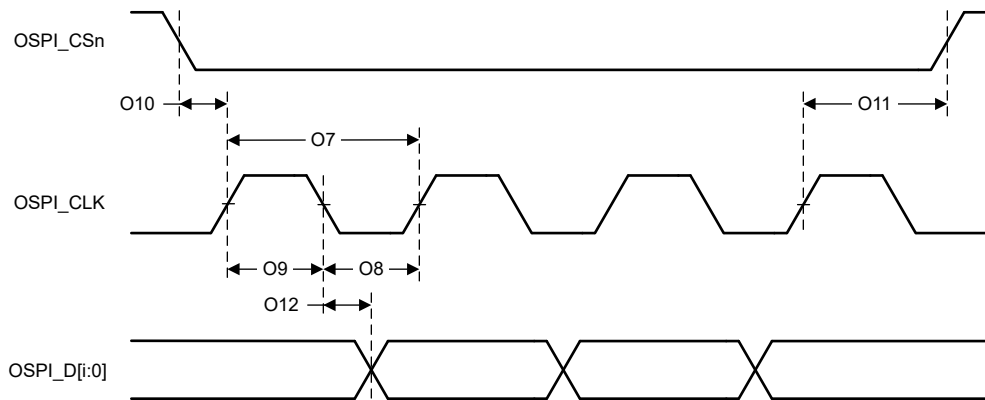 OSPI_CSn
O10
O11
O7
OSPI_CLK
O9
O8
O12
OSPI_D[i:0]